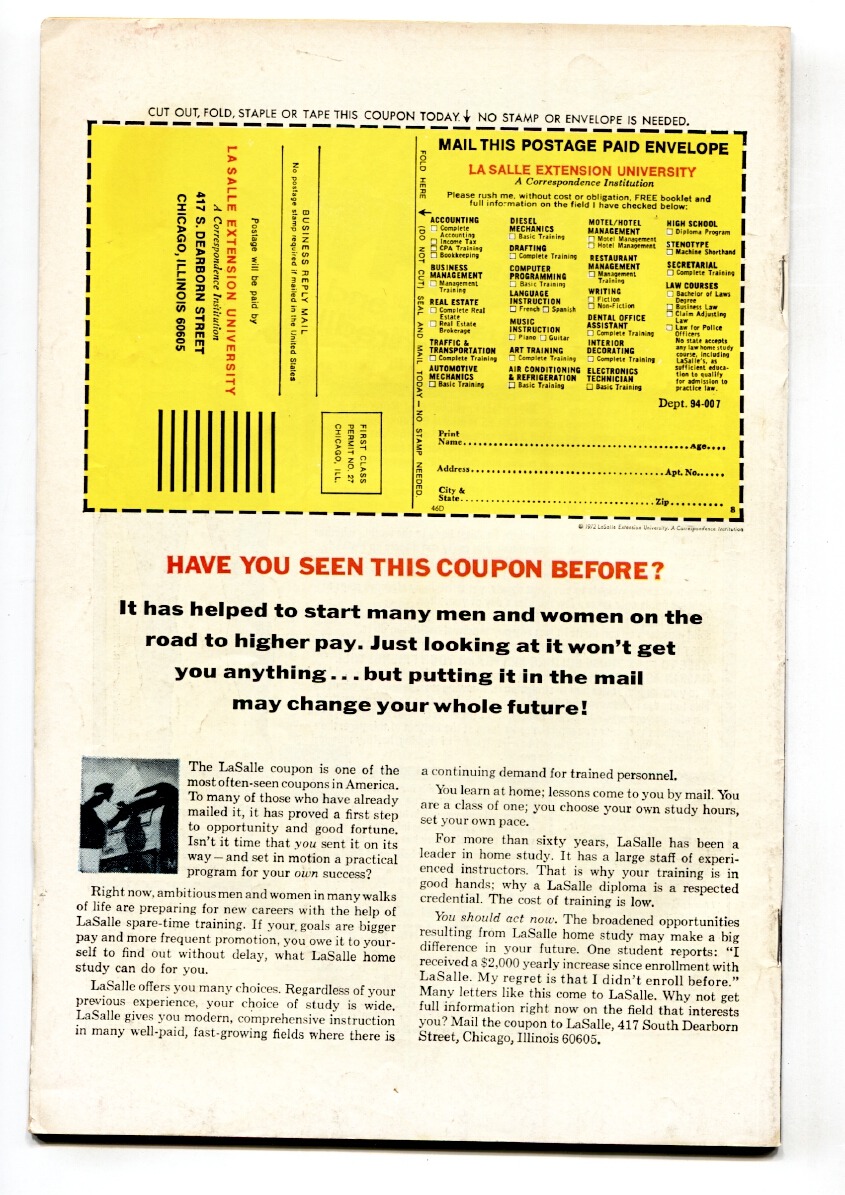 CUT OUT, FOLD, STAPLE OR TAPE THIS COUPON TODAY. ↓ NO STAMP OR ENVELOPE IS NEEDED.
LA SALLE EXTENSION UNIVERSITY
A Correspondence Institution
417 S. DEARBORN STREET
CHICAGO, ILLINOIS 60605
Postage will be paid by
BUSINESS REPLY MAIL
No postage stamp required if mailed in the United States
FIRST CLASS
PERMIT NO. 27
CHICAGO, ILL.
FOLD HERE ← (DO NOT CUT) SEAL AND MAIL TODAY — NO STAMP NEEDED.
MAIL THIS POSTAGE PAID ENVELOPE
LA SALLE EXTENSION UNIVERSITY
A Correspondence Institution
Please rush me, without cost or obligation, FREE booklet and
full information on the field I have checked below:
ACCOUNTING
☐ Complete
Accounting
☐ Income Tax
☐ CPA Training
☐ Bookkeeping
BUSINESS
MANAGEMENT
☐ Management
Training
REAL ESTATE
☐ Complete Real
Estate
☐ Real Estate
Brokerage
TRAFFIC &
TRANSPORTATION
☐ Complete Training
AUTOMOTIVE
MECHANICS
☐ Basic Training
DIESEL
MECHANICS
☐ Basic Training
DRAFTING
☐ Complete Training
COMPUTER
PROGRAMMING
☐ Basic Training
LANGUAGE
INSTRUCTION
☐ French ☐ Spanish
MUSIC
INSTRUCTION
☐ Piano ☐ Guitar
ART TRAINING
☐ Complete Training
AIR CONDITIONING
& REFRIGERATION
☐ Basic Training
MOTEL/HOTEL
MANAGEMENT
☐ Motel Management
☐ Hotel Management
RESTAURANT
MANAGEMENT
☐ Management
Training
WRITING
☐ Fiction
☐ Non-Fiction
DENTAL OFFICE
ASSISTANT
☐ Complete Training
INTERIOR
DECORATING
☐ Complete Training
ELECTRONICS
TECHNICIAN
☐ Basic Training
HIGH SCHOOL
☐ Diploma Program
STENOTYPE
☐ Machine Shorthand
SECRETARIAL
☐ Complete Training
LAW COURSES
☐ Bachelor of Laws
Degree
☐ Business Law
☐ Claim Adjusting
Law
☐ Law for Police
Officers
No state accepts
any law home study
course, including
LaSalle's, as
sufficient educa-
tion to qualify
for admission to
practice law.
Dept. 94-007
Print
Name.....Age....
Address.....Apt. No......
City &
State.....Zip..........
46D
8
© 1972 LaSalle Extension University. A Correspondence Institution
HAVE YOU SEEN THIS COUPON BEFORE?
It has helped to start many men and women on the
road to higher pay. Just looking at it won't get
you anything...but putting it in the mail
may change your whole future!
The LaSalle coupon is one of the
most often-seen coupons in America.
To many of those who have already
mailed it, it has proved a first step
to opportunity and good fortune.
Isn't it time that you sent it on its
way—and set in motion a practical
program for your own success?
Right now, ambitious men and women in many walks
of life are preparing for new careers with the help of
LaSalle spare-time training. If your goals are bigger
pay and more frequent promotion, you owe it to your-
self to find out without delay, what LaSalle home
study can do for you.
LaSalle offers you many choices. Regardless of your
previous experience, your choice of study is wide.
LaSalle gives you modern, comprehensive instruction
in many well-paid, fast-growing fields where there is
a continuing demand for trained personnel.
You learn at home; lessons come to you by mail. You
are a class of one; you choose your own study hours,
set your own pace.
For more than sixty years, LaSalle has been a
leader in home study. It has a large staff of experi-
enced instructors. That is why your training is in
good hands; why a LaSalle diploma is a respected
credential. The cost of training is low.
You should act now. The broadened opportunities
resulting from LaSalle home study may make a big
difference in your future. One student reports: "I
received a $2,000 yearly increase since enrollment with
LaSalle. My regret is that I didn't enroll before."
Many letters like this come to LaSalle. Why not get
full information right now on the field that interests
you? Mail the coupon to LaSalle, 417 South Dearborn
Street, Chicago, Illinois 60605.